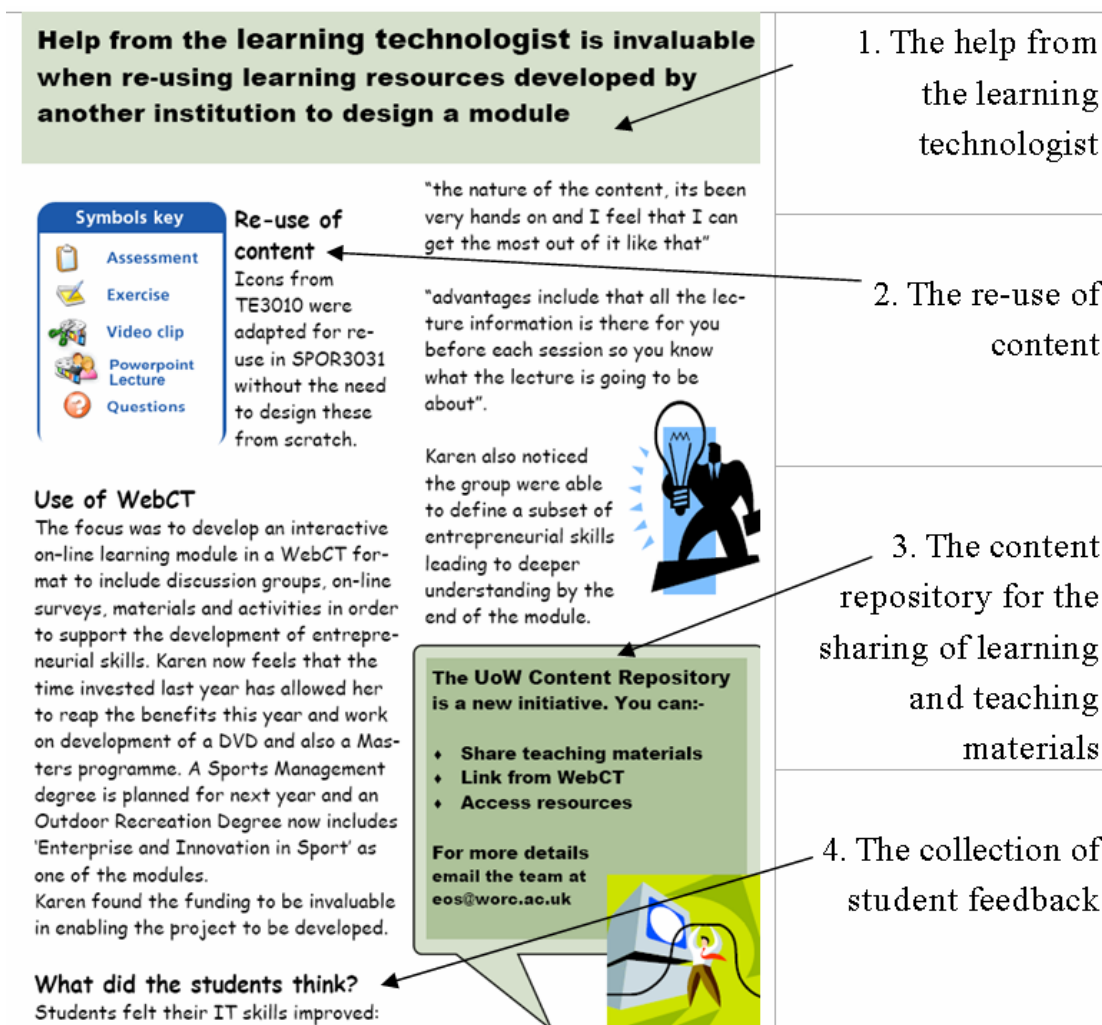 Help from the learning technologist is invaluable
when re-using learning resources developed by
another institution to design a module
Symbols key
Assessment
Exercise
Video clip
Powerpoint
Lecture
Questions
Re-use of
content
Icons from
TE3010 were
adapted for re-
use in SPOR3031
without the need
to design these
from scratch.
Use of WebCT
The focus was to develop an interactive
on-line learning module in a WebCT for-
mat to include discussion groups, on-line
surveys, materials and activities in order
to support the development of entrepre-
neurial skills. Karen now feels that the
time invested last year has allowed her
to reap the benefits this year and work
on development of a DVD and also a Mas-
ters programme. A Sports Management
degree is planned for next year and an
Outdoor Recreation Degree now includes
'Enterprise and Innovation in Sport' as
one of the modules.
Karen found the funding to be invaluable
in enabling the project to be developed.
What did the students think?
Students felt their IT skills improved:
"the nature of the content, its been
very hands on and I feel that I can
get the most out of it like that"
"advantages include that all the lec-
ture information is there for you
before each session so you know
what the lecture is going to be
about".
Karen also noticed
the group were able
to define a subset of
entrepreneurial skills
leading to deeper
understanding by the
end of the module.
The UoW Content Repository
is a new initiative. You can:-
♦ Share teaching materials
♦ Link from WebCT
♦ Access resources
For more details
email the team at
eos@worc.ac.uk
1. The help from
the learning
technologist
2. The re-use of
content
3. The content
repository for the
sharing of learning
and teaching
materials
4. The collection of
student feedback